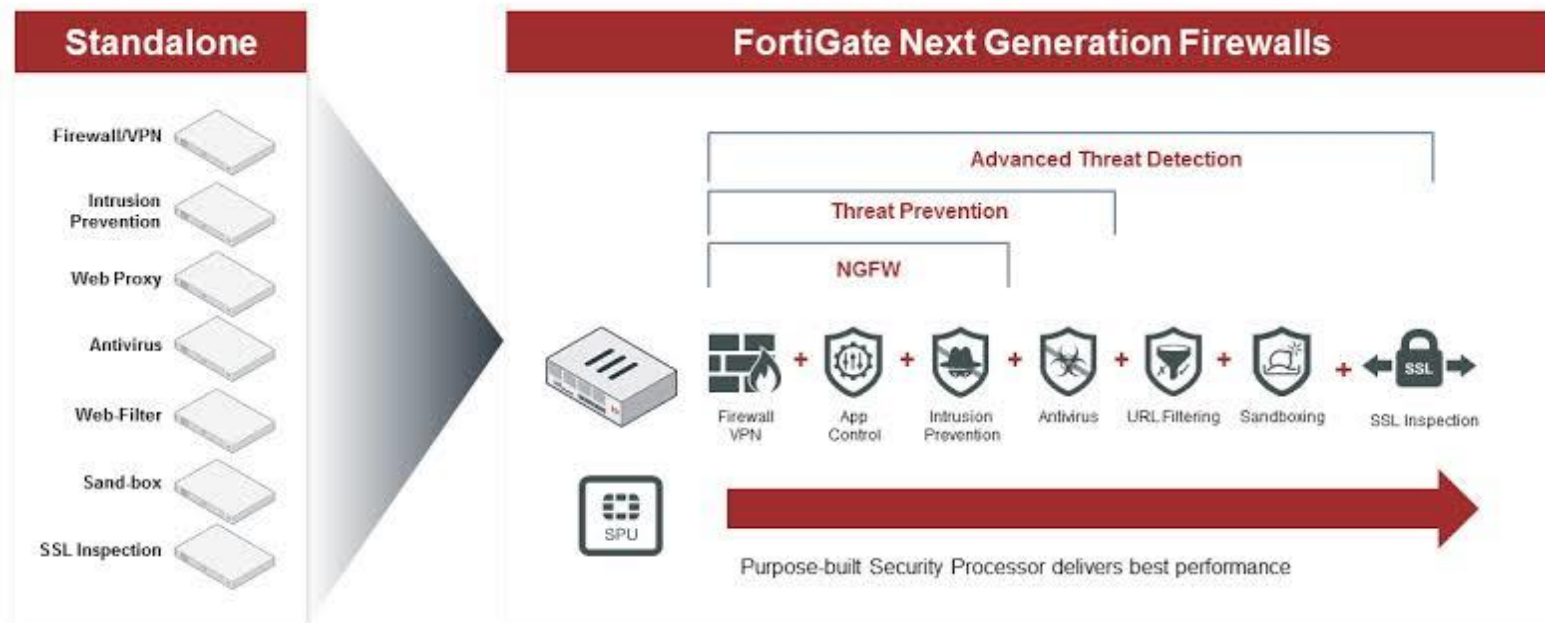 Standalone
Firewall/VPN
Intrusion
Prevention
Web Proxy
Antivirus
Web-Filter
Sand-box
SSL Inspection
FortiGate Next Generation Firewalls
Advanced Threat Detection
Threat Prevention
NGFW
SSL
Firewall
VPN
App
Control
Intrusion
Prevention
Antivirus
URL Filtering
Sandboxing
SSL Inspection
SPU
Purpose-built Security Processor delivers best performance